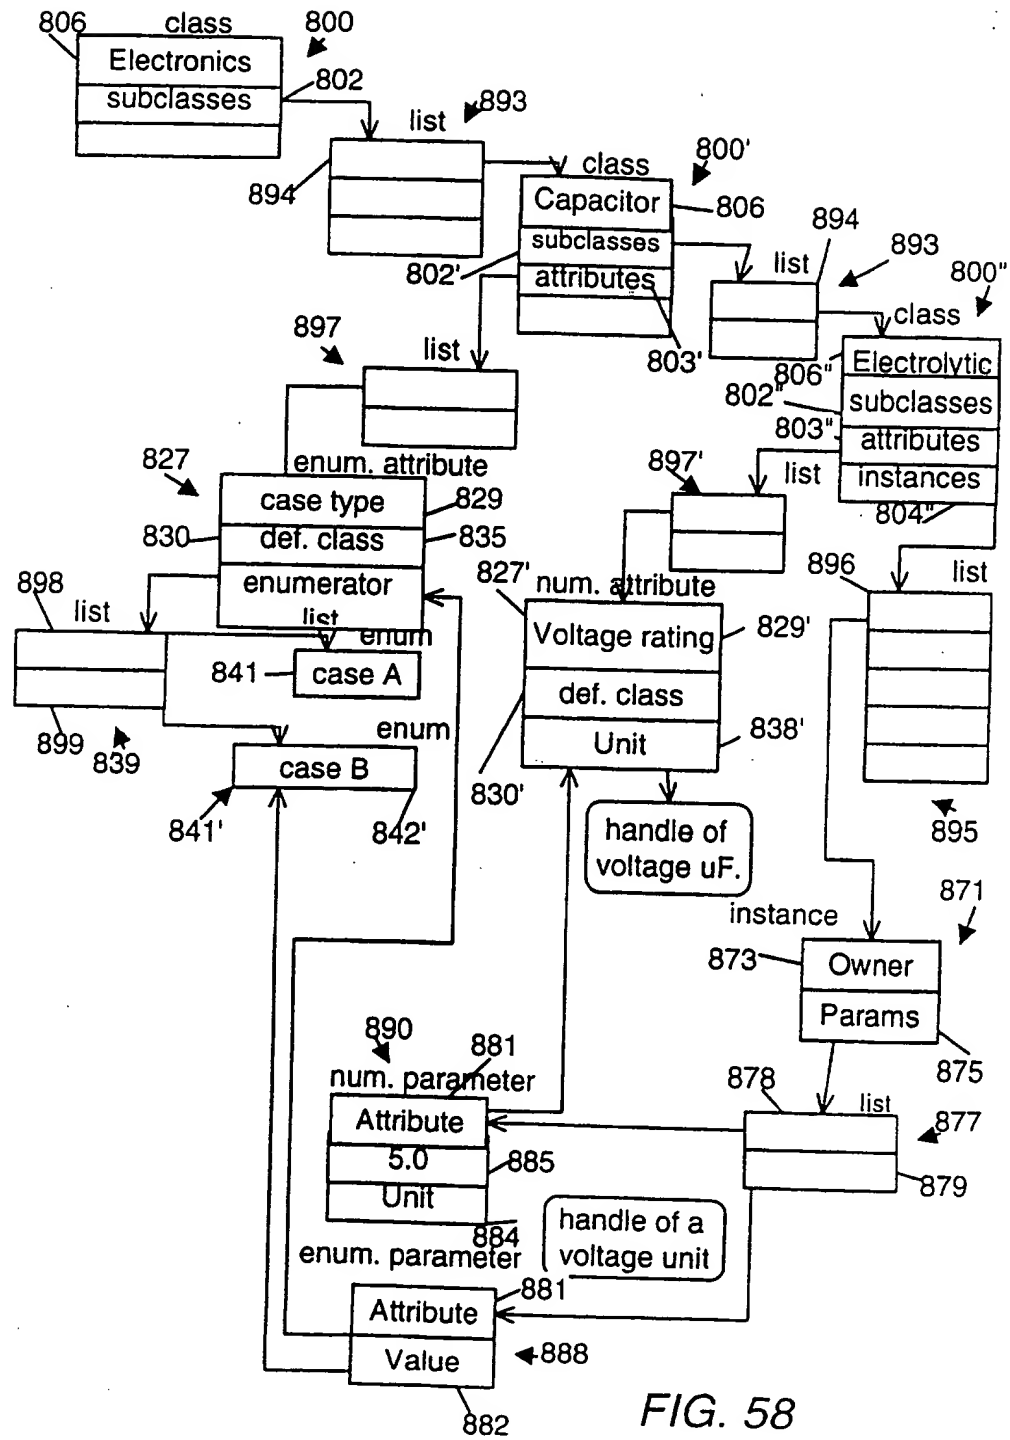 806
class
800
Electronics
802
subclasses
893
list
894
class
800'
Capacitor
806
subclasses
802'
attributes
803'
894
893
list
800"
class
806"
Electrolytic
802"
subclasses
803"
attributes
instances
804"
897
list
enum. attribute
827
case type
829
830
def. class
835
enumerator
list
898
list
enum
841
case A
899
839
enum
case B
841'
842'
897'
list
num. attribute
827'
Voltage rating
829'
def. class
Unit
838'
830'
handle of
voltage uF.
896
list
895
instance
871
873
Owner
Params
875
878
list
877
879
890
881
num. parameter
Attribute
5.0
885
Unit
884
handle of a
voltage unit
enum. parameter
881
Attribute
Value
888
882
FIG. 58